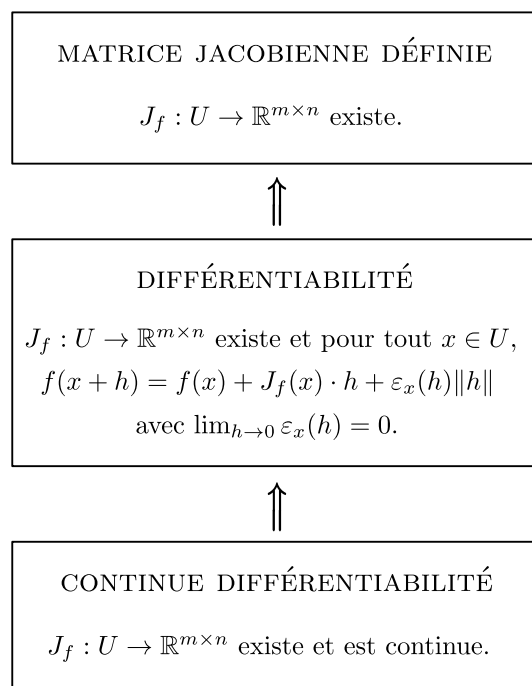 MATRICE JACOBIENNE DÉFINIE
J_f : U → ℝ^{m×n} existe.
⇑
DIFFÉRENTIABILITÉ
J_f : U → ℝ^{m×n} existe et pour tout x ∈ U,
f(x + h) = f(x) + J_f(x) · h + ε_x(h)‖h‖
avec lim_{h→0} ε_x(h) = 0.
⇑
CONTINUE DIFFÉRENTIABILITÉ
J_f : U → ℝ^{m×n} existe et est continue.